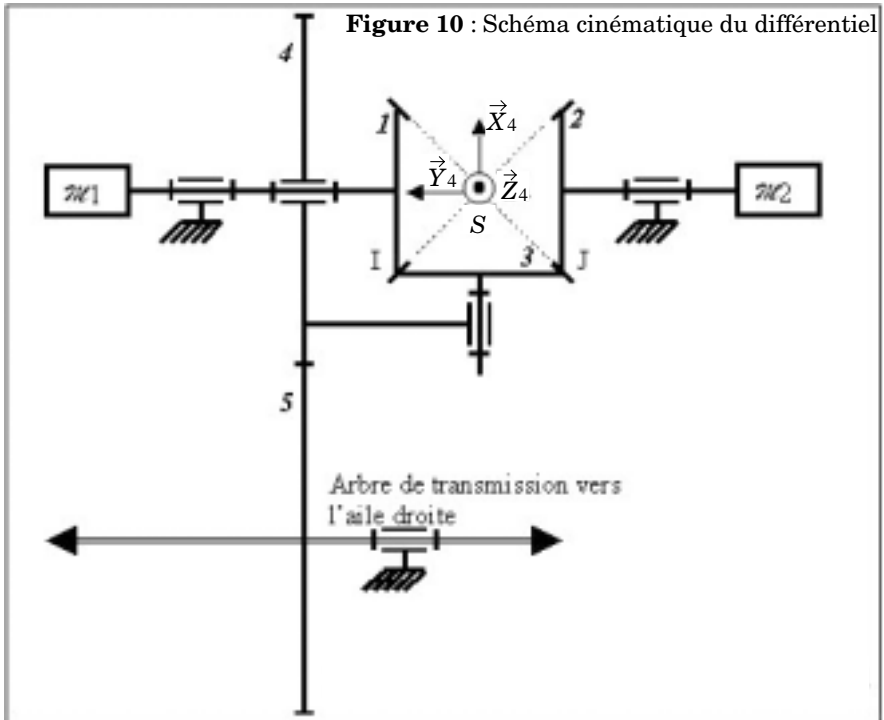 Figure 10 : Schéma cinématique du différentiel
4
1
2
X4
Y4
Z4
S
m1
m2
I
3
J
5
Arbre de transmission vers
l'aile droite